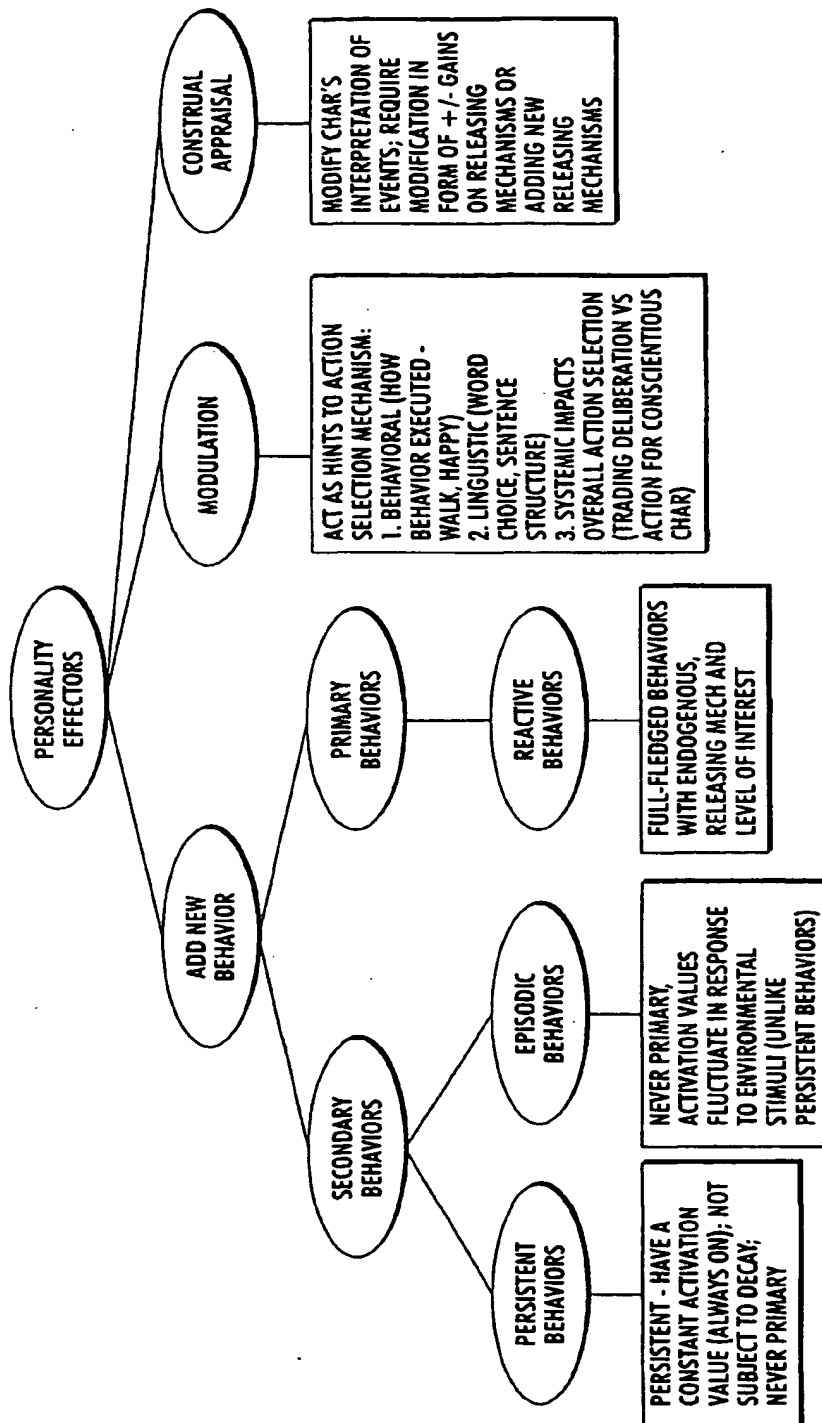 PERSONALITY
EFFECTORS
ADD NEW
BEHAVIOR
MODULATION
CONSTRUAL
APPRAISAL
SECONDARY
BEHAVIORS
PRIMARY
BEHAVIORS
ACT AS HINTS TO ACTION
SELECTION MECHANISM:
1. BEHAVIORAL (HOW
BEHAVIOR EXECUTED -
WALK, HAPPY)
2. LINGUISTIC (WORD
CHOICE, SENTENCE
STRUCTURE)
3. SYSTEMIC IMPACTS
OVERALL ACTION SELECTION
(TRADING DELIBERATION VS
ACTION FOR CONSCIENTIOUS
CHAR)
MODIFY CHAR'S
INTERPRETATION OF
EVENTS; REQUIRE
MODIFICATION IN
FORM OF +/- GAINS
ON RELEASING
MECHANISMS OR
ADDING NEW
RELEASING
MECHANISMS
PERSISTENT
BEHAVIORS
EPISODIC
BEHAVIORS
REACTIVE
BEHAVIORS
PERSISTENT - HAVE A
CONSTANT ACTIVATION
VALUE (ALWAYS ON); NOT
SUBJECT TO DECAY;
NEVER PRIMARY
NEVER PRIMARY,
ACTIVATION VALUES
FLUCTUATE IN RESPONSE
TO ENVIRONMENTAL
STIMULI (UNLIKE
PERSISTENT BEHAVIORS)
FULL-FLEDGED BEHAVIORS
WITH ENDOGENOUS,
RELEASING MECH AND
LEVEL OF INTEREST